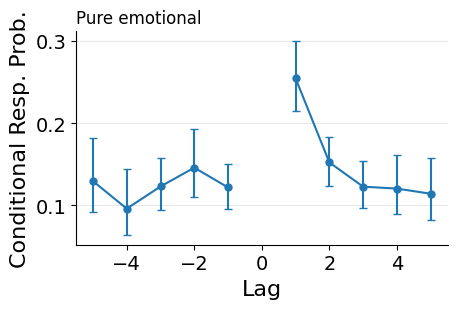 Pure emotional
Conditional Resp. Prob.
0.3
0.2
0.1
−4 −2 0 2 4
Lag